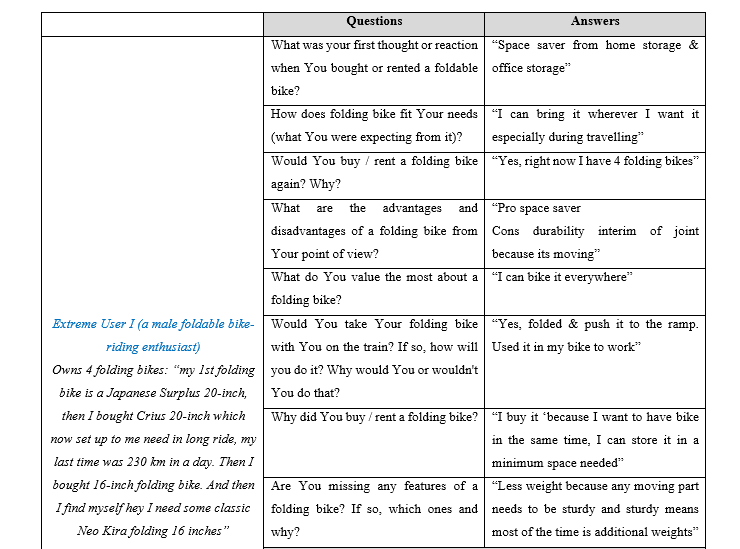 Questions
Answers
What was your first thought or reaction
when You bought or rented a foldable
bike?
“Space saver from home storage &
office storage”
How does folding bike fit Your needs
(what You were expecting from it)?
“I can bring it wherever I want it
especially during travelling”
Would You buy / rent a folding bike
again? Why?
“Yes, right now I have 4 folding bikes”
What are the advantages and
disadvantages of a folding bike from
Your point of view?
“Pro space saver
Cons durability interim of joint
because its moving”
What do You value the most about a
folding bike?
“I can bike it everywhere”
Extreme User I (a male foldable bike-
riding enthusiast)
Owns 4 folding bikes: “my 1st folding
bike is a Japanese Surplus 20-inch,
then I bought Crius 20-inch which
now set up to me need in long ride, my
last time was 230 km in a day. Then I
bought 16-inch folding bike. And then
I find myself hey I need some classic
Neo Kira folding 16 inches”
Would You take Your folding bike
with You on the train? If so, how will
you do it? Why would You or wouldn't
You do that?
“Yes, folded & push it to the ramp.
Used it in my bike to work”
Why did You buy / rent a folding bike?
“I buy it ‘because I want to have bike
in the same time, I can store it in a
minimum space needed”
Are You missing any features of a
folding bike? If so, which ones and
why?
“Less weight because any moving part
needs to be sturdy and sturdy means
most of the time is additional weights”